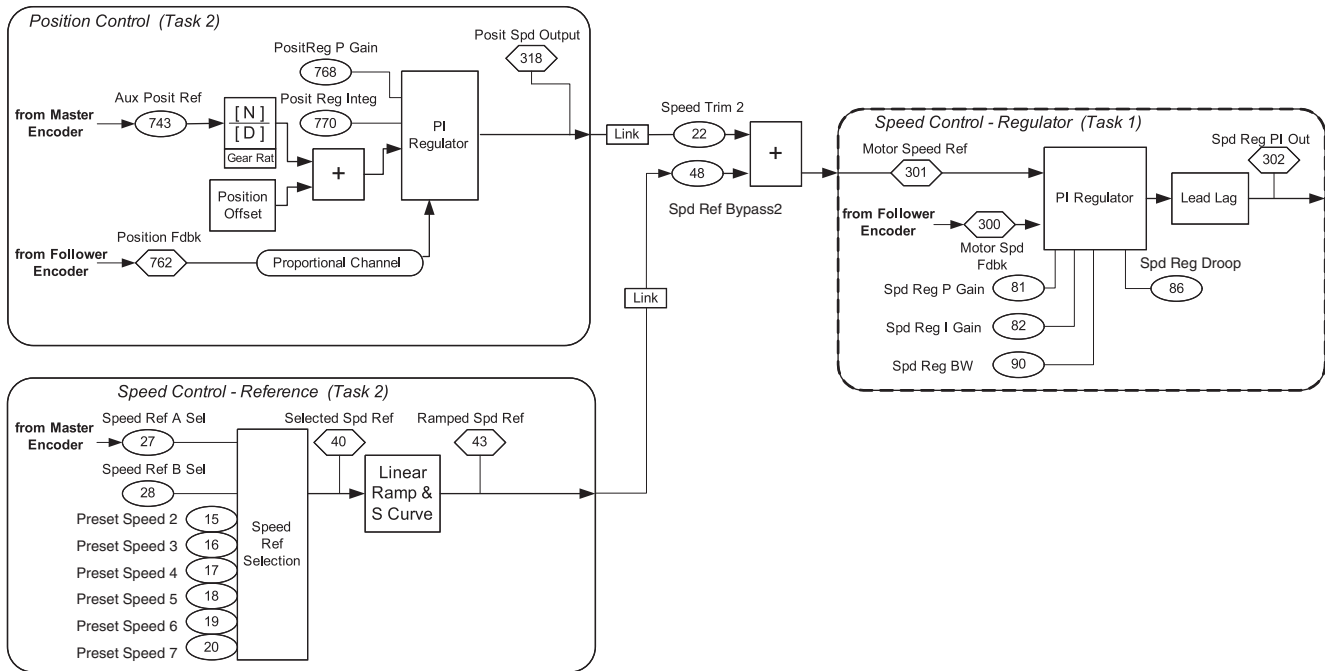 Position Control (Task 2)
PositReg P Gain
768
Posit Reg Integ
770
Posit Spd Output
318
from Master
Encoder
Aux Posit Ref
743
[ N ]
[ D ]
Gear Rat
PI
Regulator
+
Position
Offset
from Follower
Encoder
Position Fdbk
762
Proportional Channel
Link
Speed Trim 2
22
48
Spd Ref Bypass2
+
Link
Speed Control - Regulator (Task 1)
Motor Speed Ref
301
Spd Reg PI Out
302
from Follower
Encoder
300
Motor Spd
Fdbk
PI Regulator
Lead Lag
Spd Reg P Gain
81
Spd Reg Droop
86
Spd Reg I Gain
82
Spd Reg BW
90
Speed Control - Reference (Task 2)
from Master
Encoder
Speed Ref A Sel
27
Speed Ref B Sel
28
Preset Speed 2
15
Preset Speed 3
16
Preset Speed 4
17
Preset Speed 5
18
Preset Speed 6
19
Preset Speed 7
20
Speed
Ref
Selection
Selected Spd Ref
40
Linear
Ramp &
S Curve
Ramped Spd Ref
43